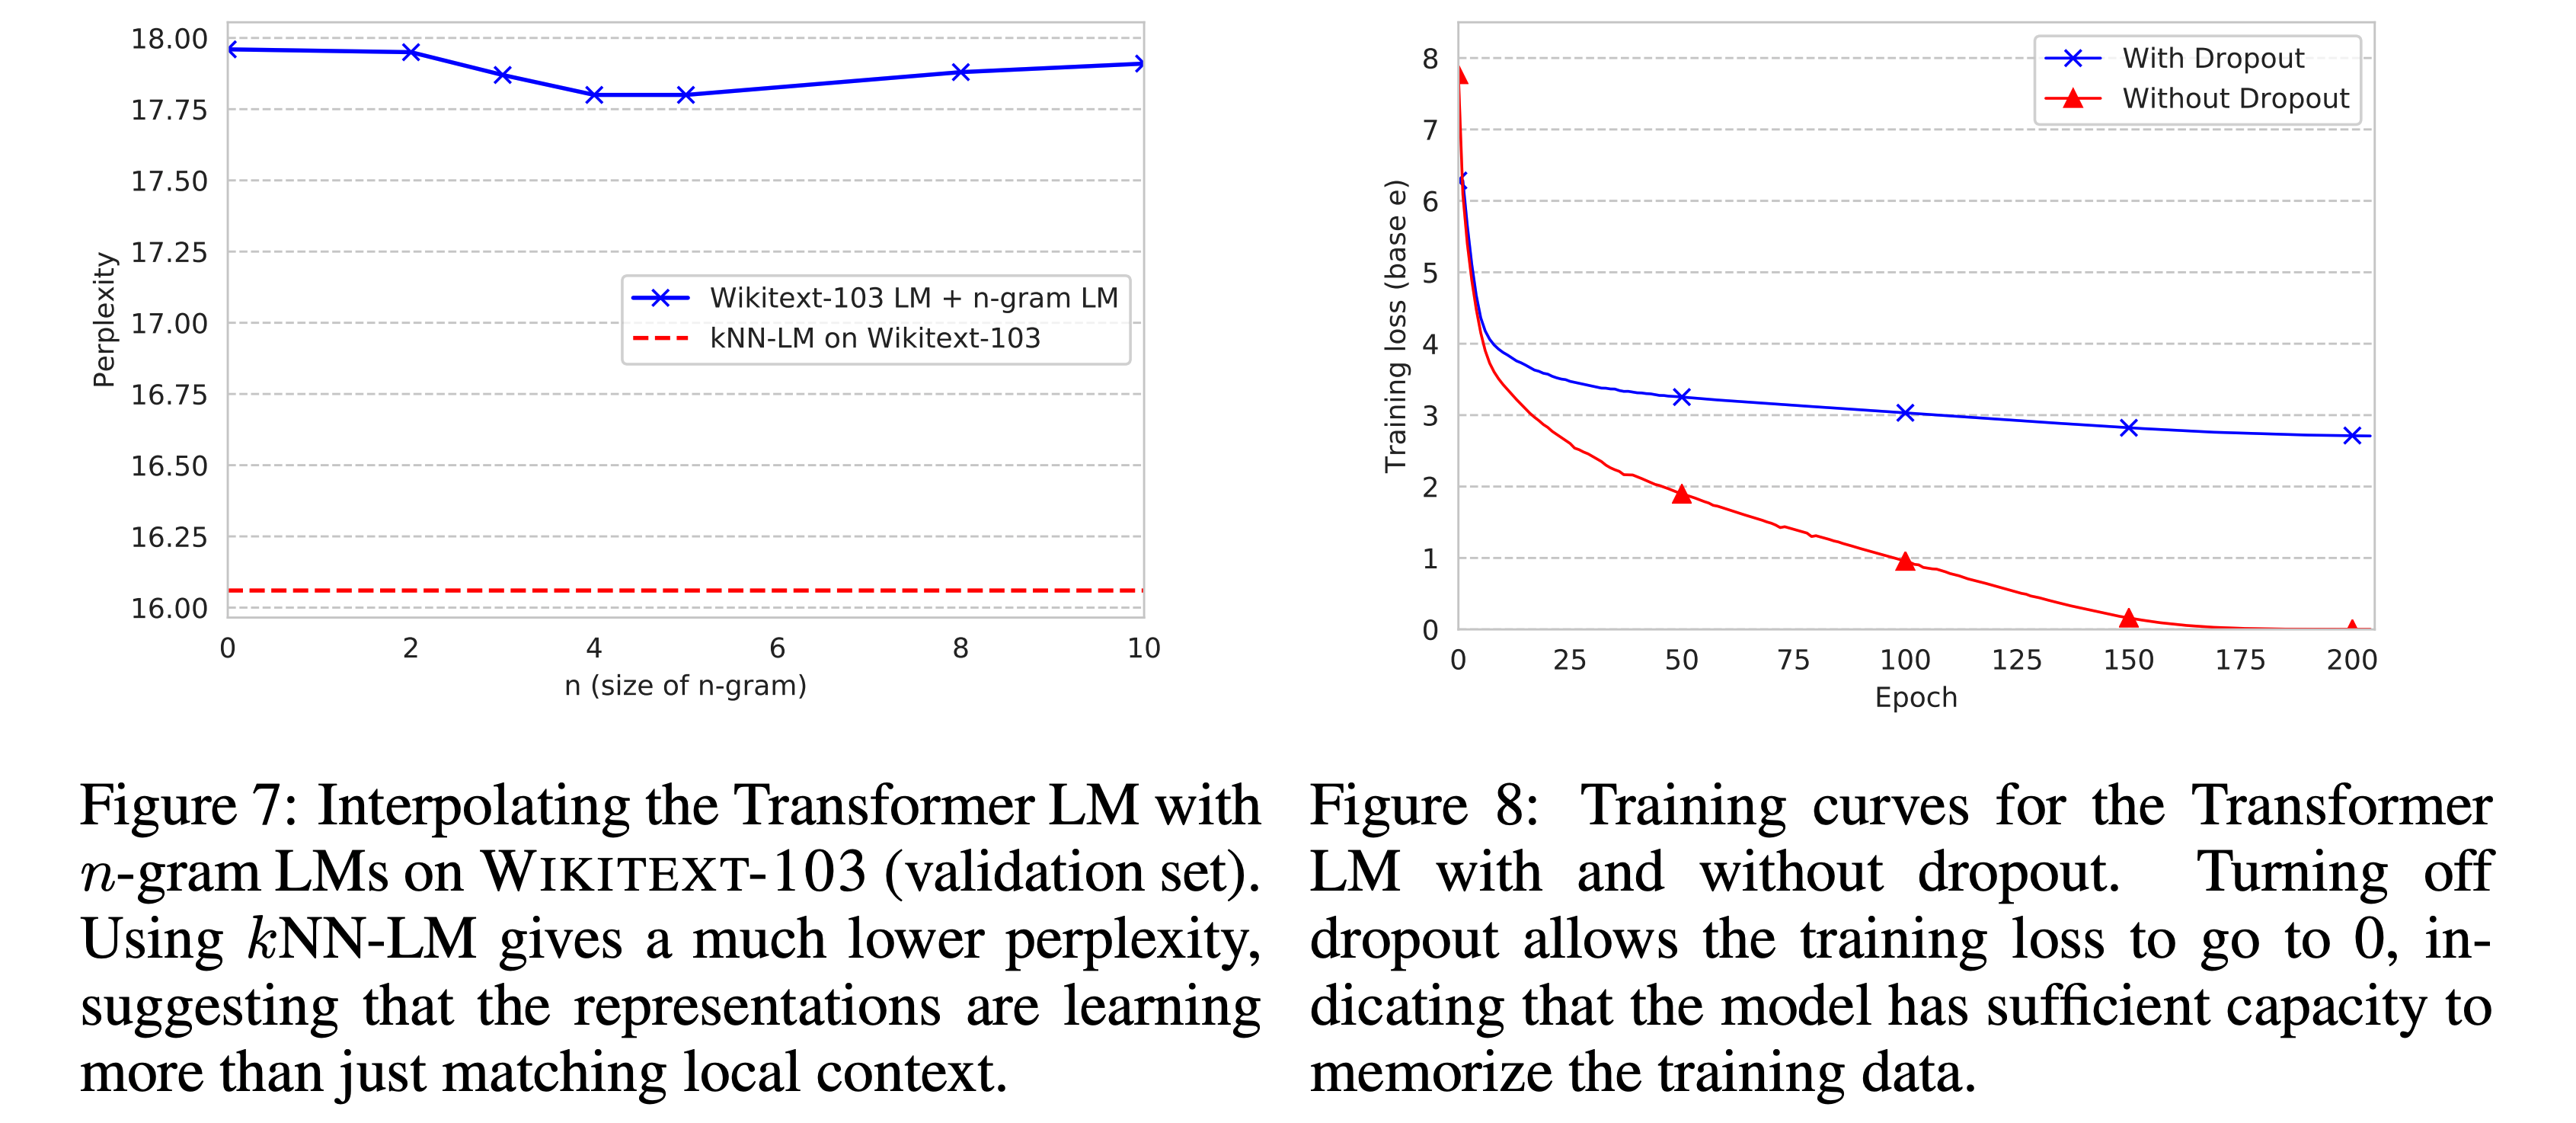 18.00
17.75
17.50
17.25
17.00
16.75
16.50
16.25
16.00
Perplexity
Wikitext-103 LM + n-gram LM
kNN-LM on Wikitext-103
0 2 4 6 8 10
n (size of n-gram)
Figure 7: Interpolating the Transformer LM with
n-gram LMs on WIKITEXT-103 (validation set).
Using kNN-LM gives a much lower perplexity,
suggesting that the representations are learning
more than just matching local context.
8
7
6
5
4
3
2
1
0
Training loss (base e)
With Dropout
Without Dropout
0 25 50 75 100 125 150 175 200
Epoch
Figure 8: Training curves for the Transformer
LM with and without dropout. Turning off
dropout allows the training loss to go to 0, in-
dicating that the model has sufficient capacity to
memorize the training data.